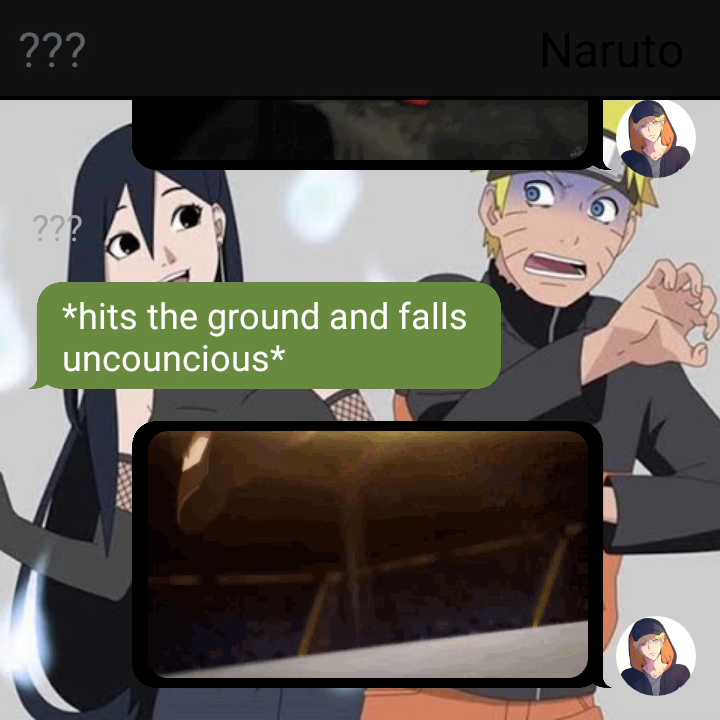 ??? Naruto
???
*hits the ground and falls
uncouncious*